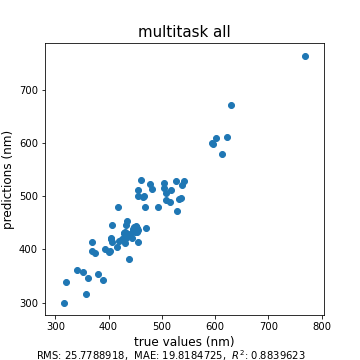 multitask all
predictions (nm)
700
600
500
400
300
300 400 500 600 700 800
true values (nm)
RMS: 25.7788918, MAE: 19.8184725, R²: 0.8839623